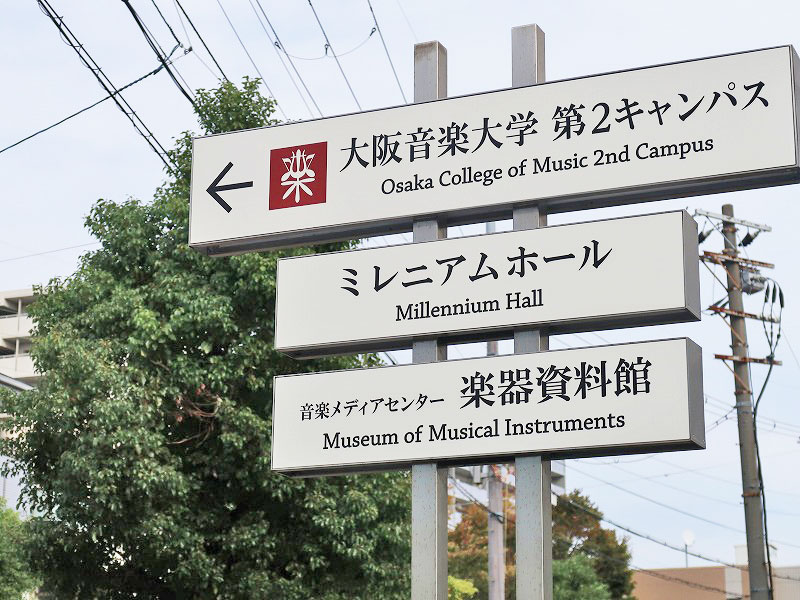 大阪音楽大学 第2キャンパス
Osaka College of Music 2nd Campus
ミレニアムホール
Millennium Hall
音楽メディアセンター 楽器資料館
Museum of Musical Instruments